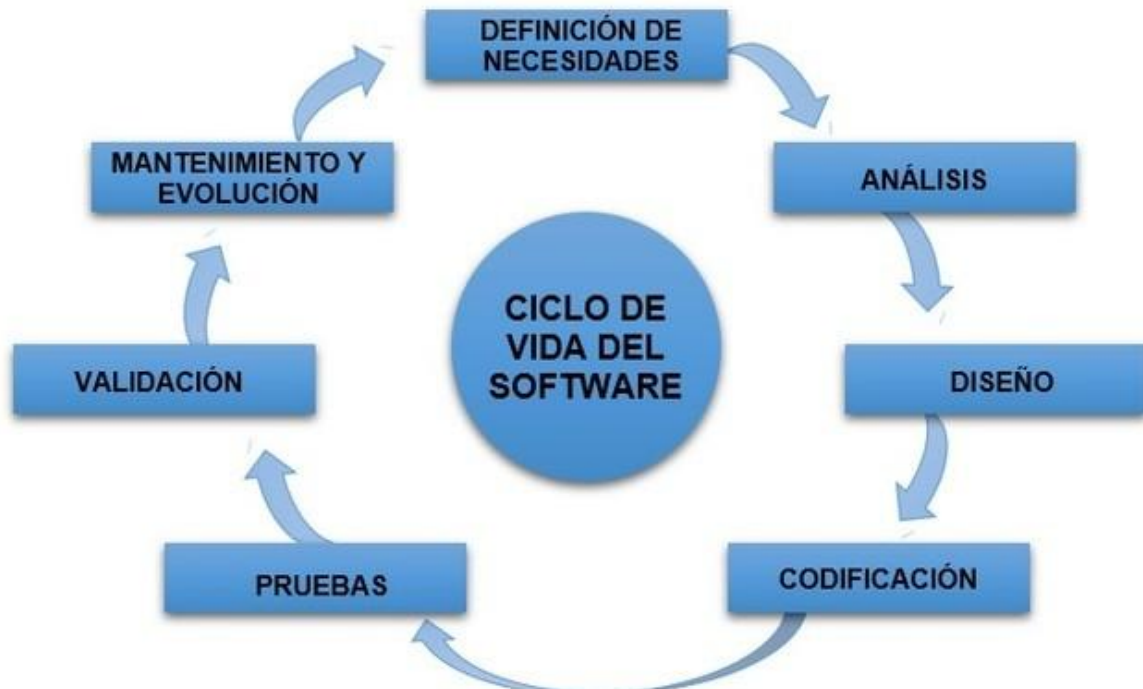 DEFINICIÓN DE
NECESIDADES
ANÁLISIS
DISEÑO
CODIFICACIÓN
PRUEBAS
VALIDACIÓN
MANTENIMIENTO Y
EVOLUCIÓN
CICLO DE
VIDA DEL
SOFTWARE